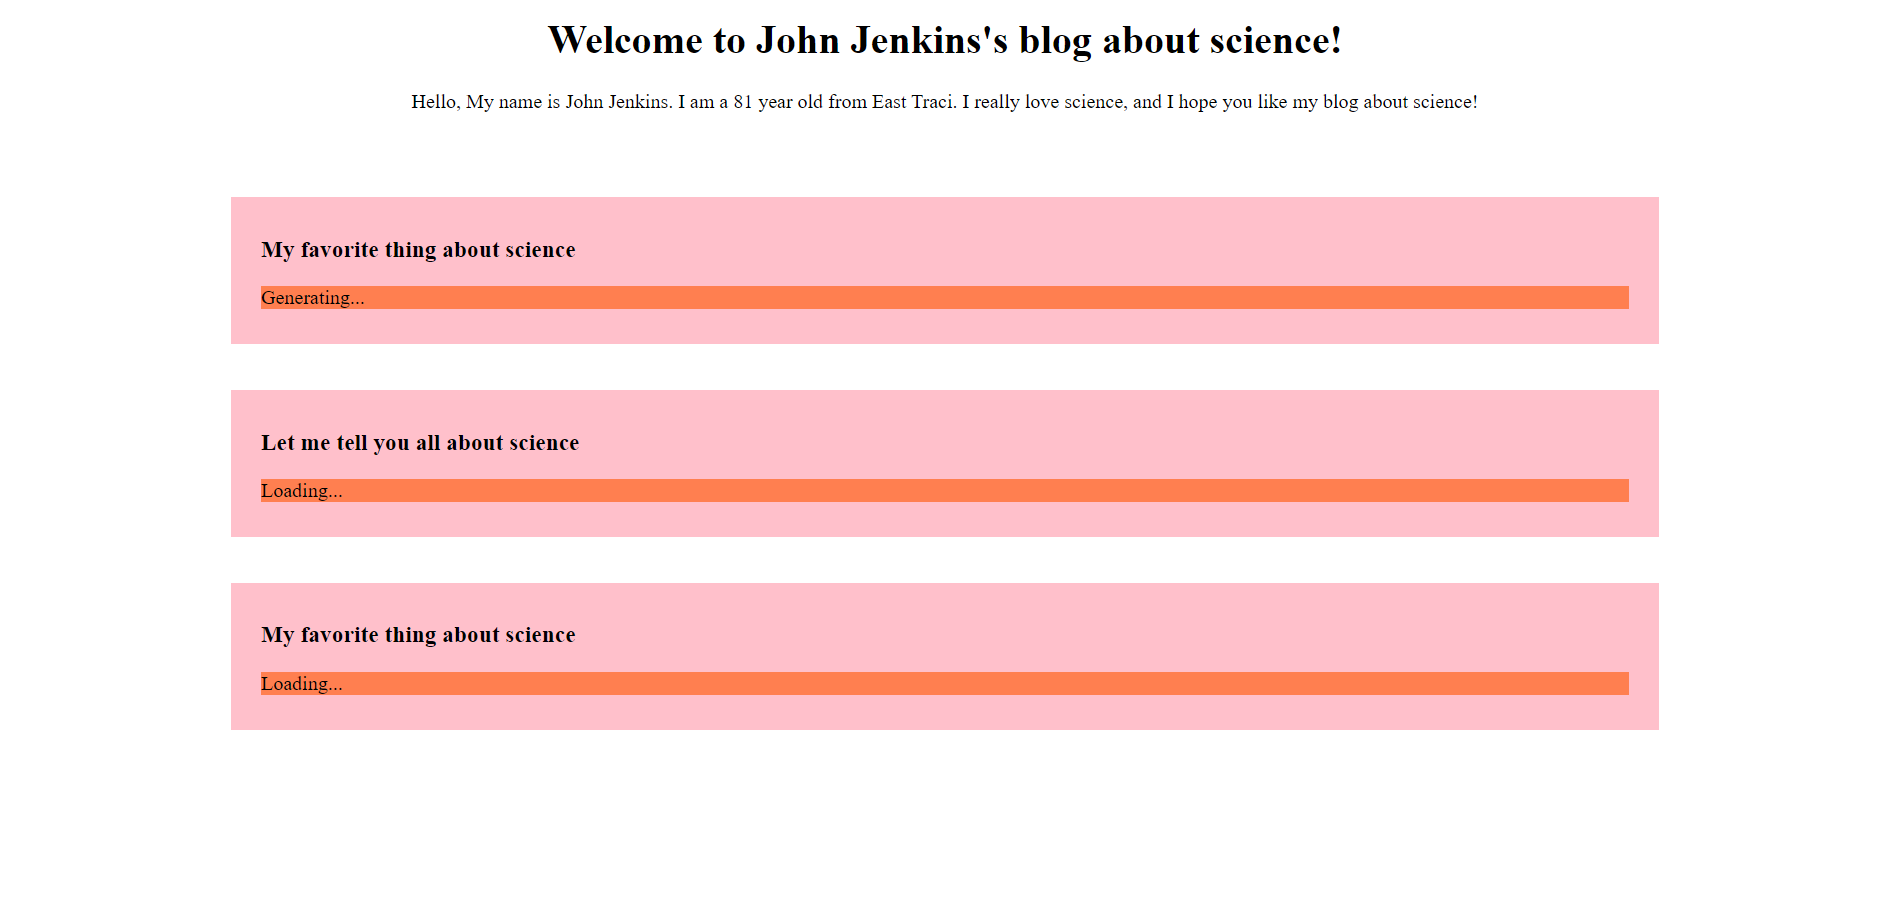 Welcome to John Jenkins's blog about science!
Hello, My name is John Jenkins. I am a 81 year old from East Traci. I really love science, and I hope you like my blog about science!
My favorite thing about science
Generating...
Let me tell you all about science
Loading...
My favorite thing about science
Loading...